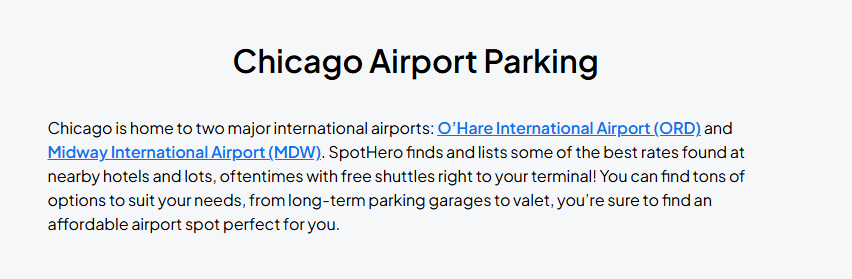 Chicago Airport Parking
Chicago is home to two major international airports: O’Hare International Airport (ORD) and
Midway International Airport (MDW). SpotHero finds and lists some of the best rates found at
nearby hotels and lots, oftentimes with free shuttles right to your terminal! You can find tons of
options to suit your needs, from long-term parking garages to valet, you’re sure to find an
affordable airport spot perfect for you.